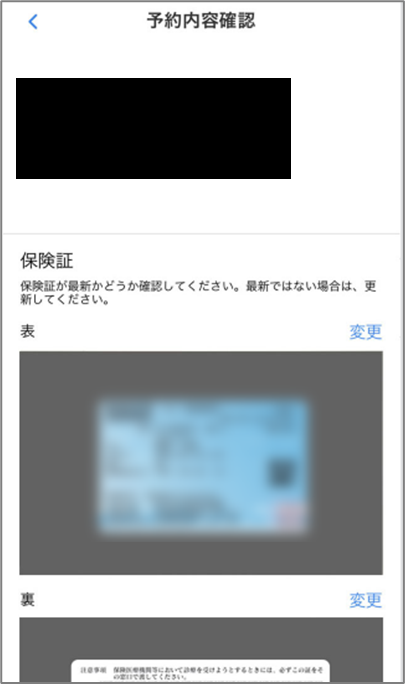 予約内容確認
保険証
保険証が最新かどうか確認してください。最新ではない場合は、更
新してください。
表
変更
裏
変更
注意事項 保険医療機関等において診療を受けようとするときには、必ずこの証をそ
の窓口で渡してください。